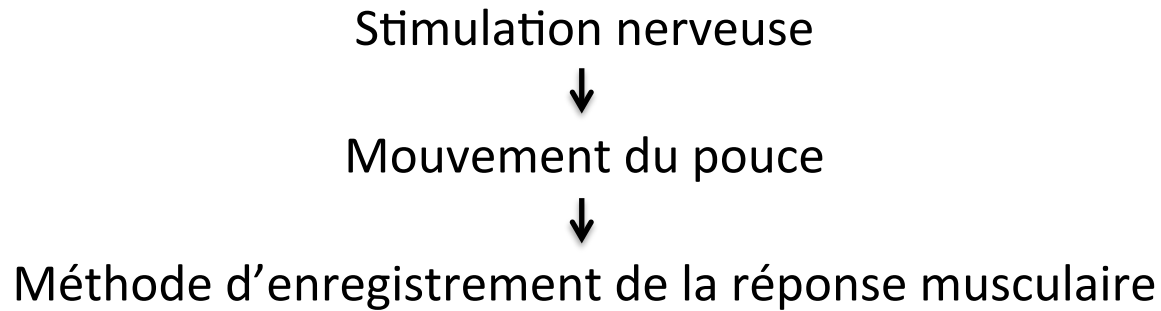 Stimulation nerveuse
Mouvement du pouce
Méthode d’enregistrement de la réponse musculaire